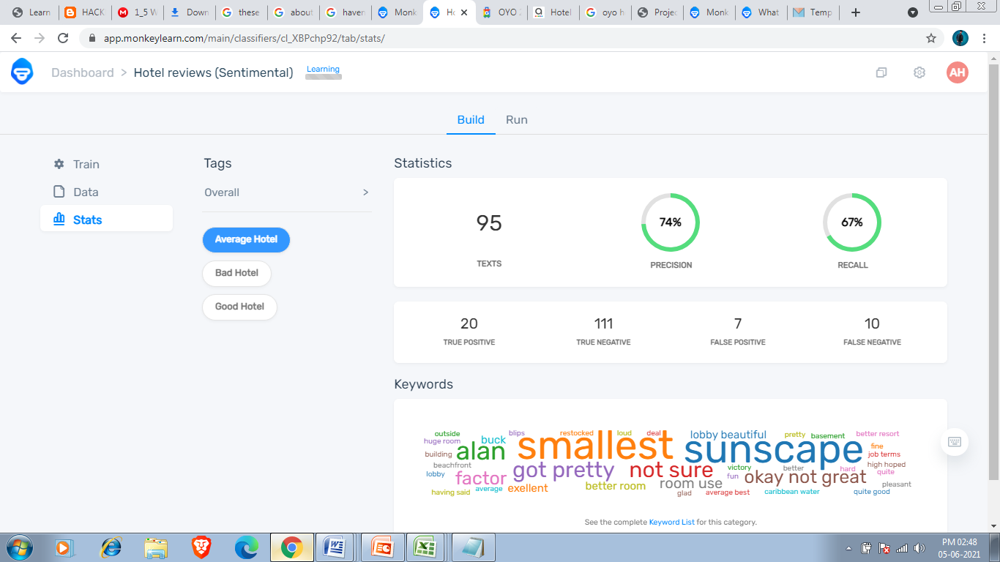 Learn HACK 1_5 W Down these about haven Monk Ho OYO 2 Hotel oyo h Projec Monk What Temp
app.monkeylearn.com/main/classifiers/cl_XBPchp92/tab/stats/
Dashboard > Hotel reviews (Sentimental) Learning
AH
Build Run
Train
Data
Stats
Tags
Overall >
Average Hotel
Bad Hotel
Good Hotel
Statistics
95 74% 67%
TEXTS PRECISION RECALL
20 111 7 10
TRUE POSITIVE TRUE NEGATIVE FALSE POSITIVE FALSE NEGATIVE
Keywords
outside blips restocked loud deal lobby beautiful pretty basement better resort
huge room buck
alan smallest sunscape fine
building job terms
beachfront victory better hard high hoped
lobby factor got pretty not sure fun okay not great quite
average exellent better room room use pleasant
having said glad average best caribbean water quite good
See the complete Keyword List for this category.
PM 02:48
05-06-2021